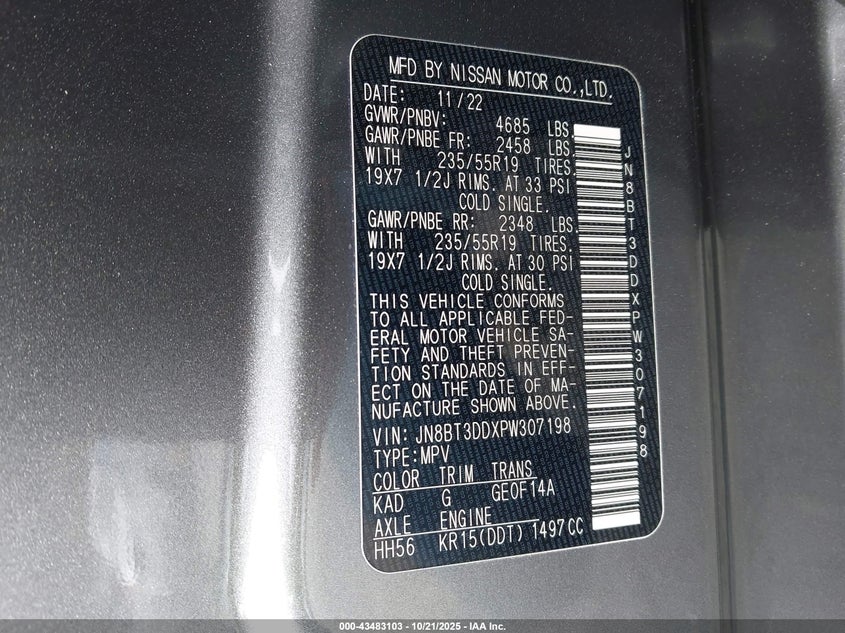 MFD BY NISSAN MOTOR CO.,LTD.
DATE: 11/22
GVWR/PNBV: 4685 LBS.
GAWR/PNBE FR: 2458 LBS.
WITH 235/55R19 TIRES.
19X7 1/2J RIMS. AT 33 PSI
COLD SINGLE.
GAWR/PNBE RR: 2348 LBS.
WITH 235/55R19 TIRES.
19X7 1/2J RIMS. AT 30 PSI
COLD SINGLE.
THIS VEHICLE CONFORMS
TO ALL APPLICABLE FED-
ERAL MOTOR VEHICLE SA-
FETY AND THEFT PREVEN-
TION STANDARDS IN EFF-
ECT ON THE DATE OF MA-
NUFACTURE SHOWN ABOVE.
VIN: JN8BT3DDXPW307198
TYPE:MPV
COLOR TRIM TRANS
KAD G GE0F14A
AXLE ENGINE
HH56 KR15(DDT) 1497CC
JN8BT3DDXPW307198
000-43483103 - 10/21/2025 - IAA Inc.